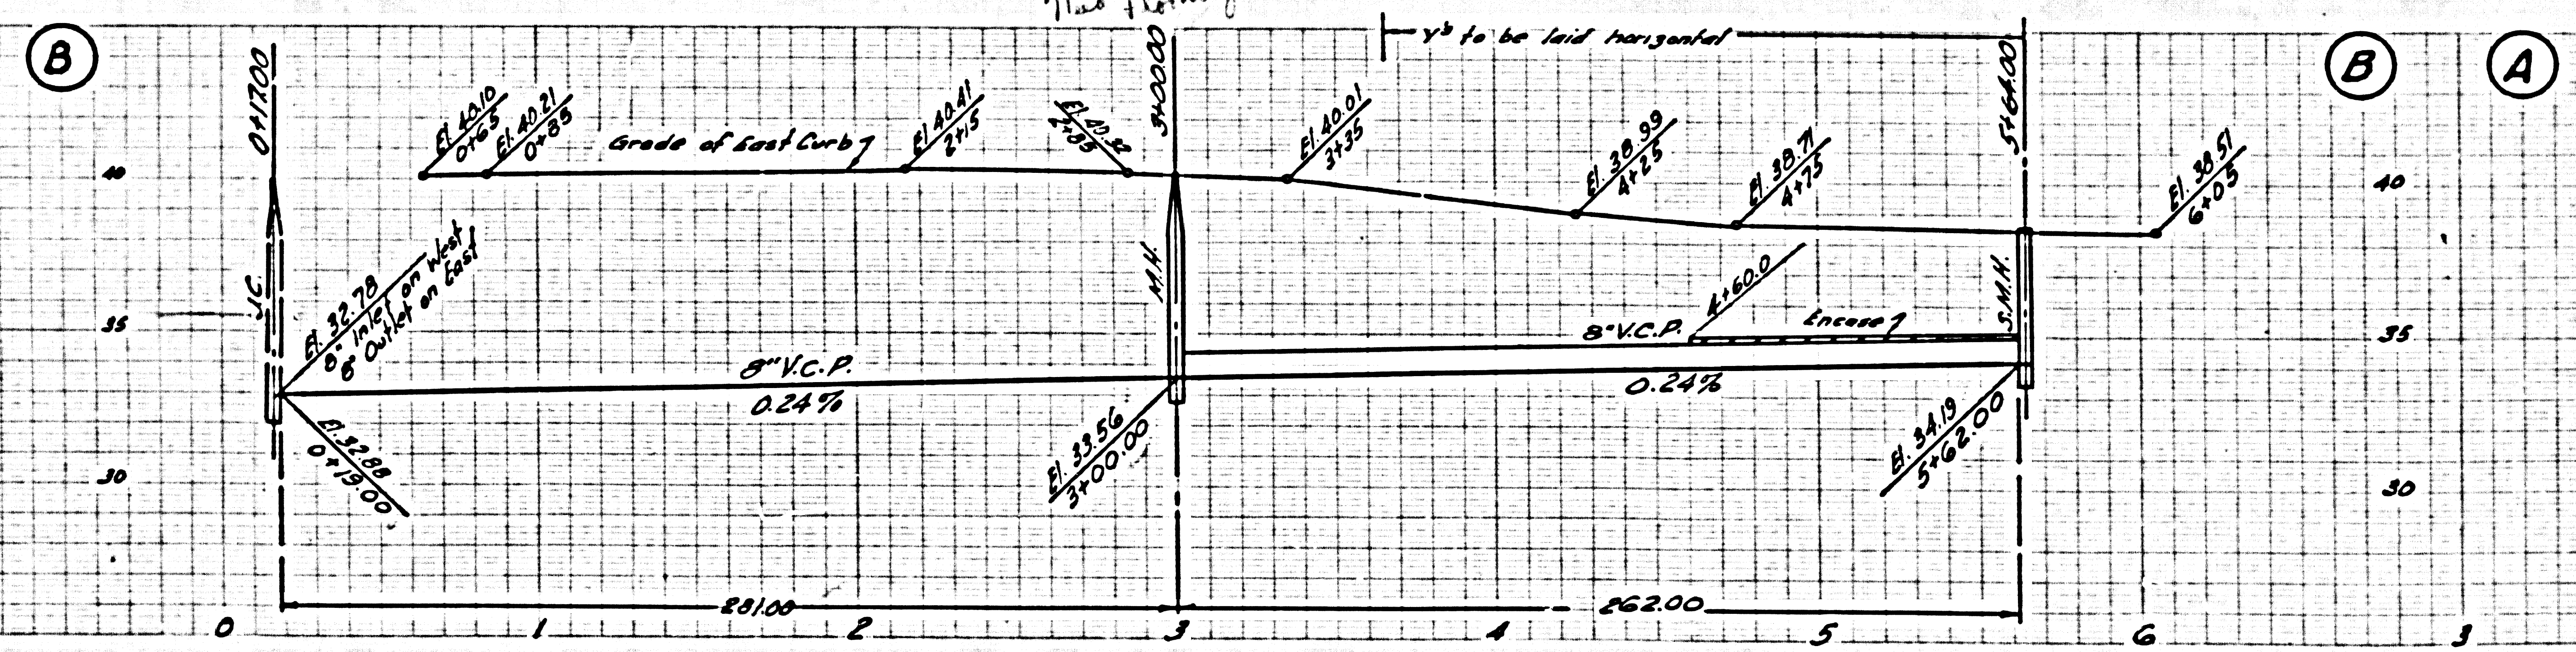 B
0+17.00
El. 40.10
0+65
El. 40.21
0+85
Grade of East Curb
El. 40.41
2+15
2+85
3+00.00
Y's to be laid horizontal
El. 40.01
3+35
El. 38.99
4+25
El. 38.71
4+75
5+64.00
El. 38.51
6+05
B
A
40
40
J.C.
El. 32.78
8" Inlet on West
8" Outlet on East
M.H.
4+60.0
S.M.H.
35
8" V.C.P.
Encase
35
8" V.C.P.
0.24%
0.24%
El. 32.88
0+19.00
El. 33.56
3+00.00
El. 34.19
5+62.00
30
30
281.00
262.00
0
1
2
3
4
5
6
3